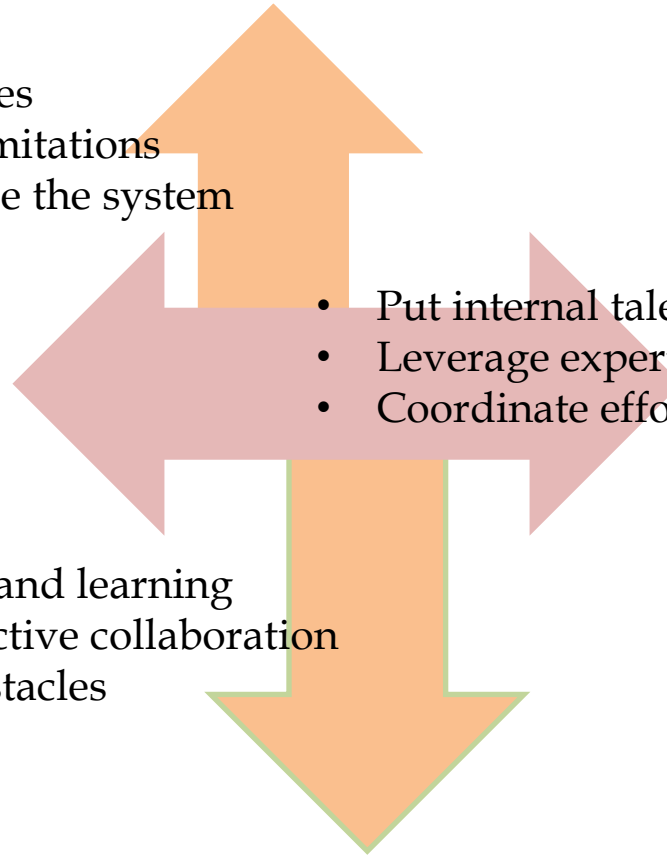 es
mitations
e the system
• Put internal tale
• Leverage exper
• Coordinate effo
and learning
ctive collaboration
stacles